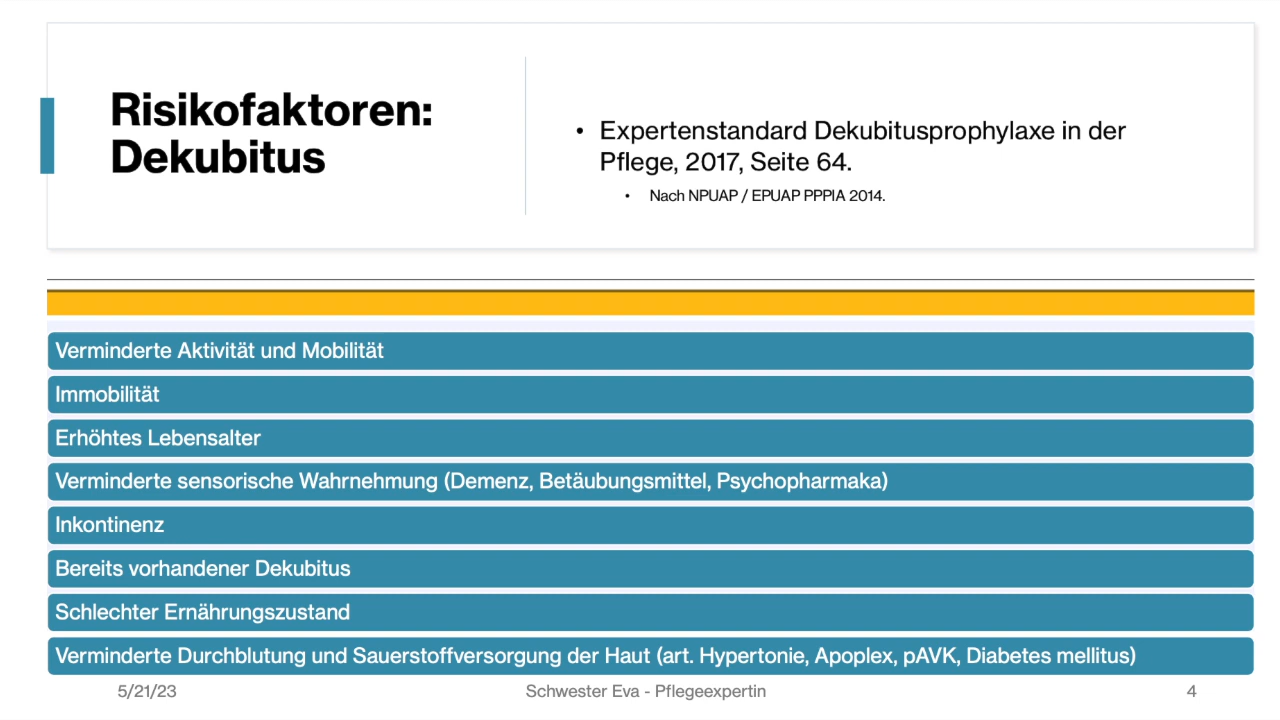 Risikofaktoren:
Dekubitus
• Expertenstandard Dekubitusprophylaxe in der
Pflege, 2017, Seite 64.
• Nach NPUAP / EPUAP PPPIA 2014.
Verminderte Aktivität und Mobilität
Immobilität
Erhöhtes Lebensalter
Verminderte sensorische Wahrnehmung (Demenz, Betäubungsmittel, Psychopharmaka)
Inkontinenz
Bereits vorhandener Dekubitus
Schlechter Ernährungszustand
Verminderte Durchblutung und Sauerstoffversorgung der Haut (art. Hypertonie, Apoplex, pAVK, Diabetes mellitus)
5/21/23
Schwester Eva - Pflegeexpertin
4